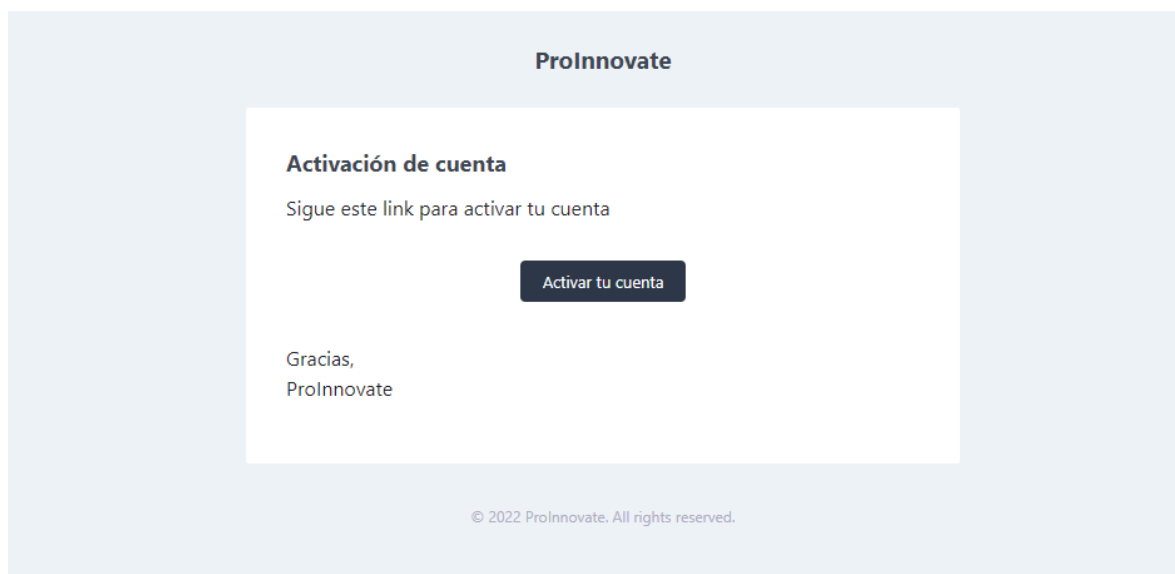 ProInnovate
Activación de cuenta
Sigue este link para activar tu cuenta
Activar tu cuenta
Gracias,
ProInnovate
© 2022 ProInnovate. All rights reserved.